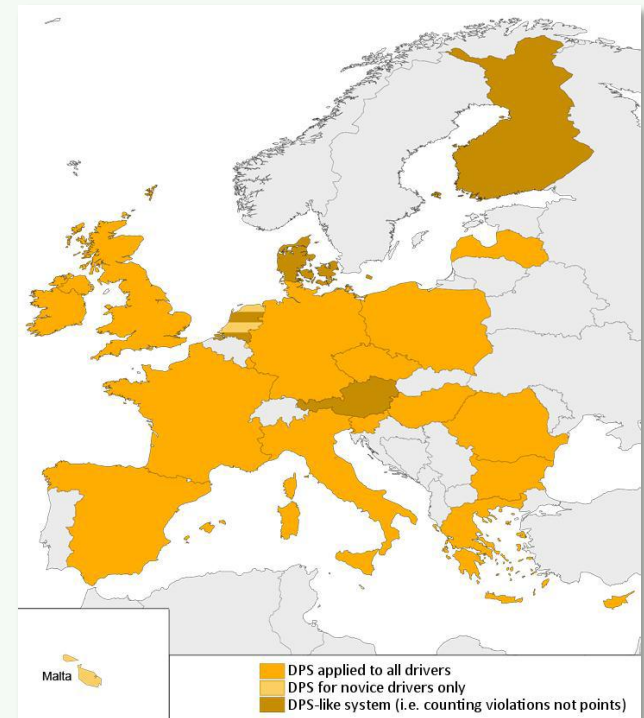 Malta
DPS applied to all drivers
DPS for novice drivers only
DPS-like system (i.e. counting violations not points)